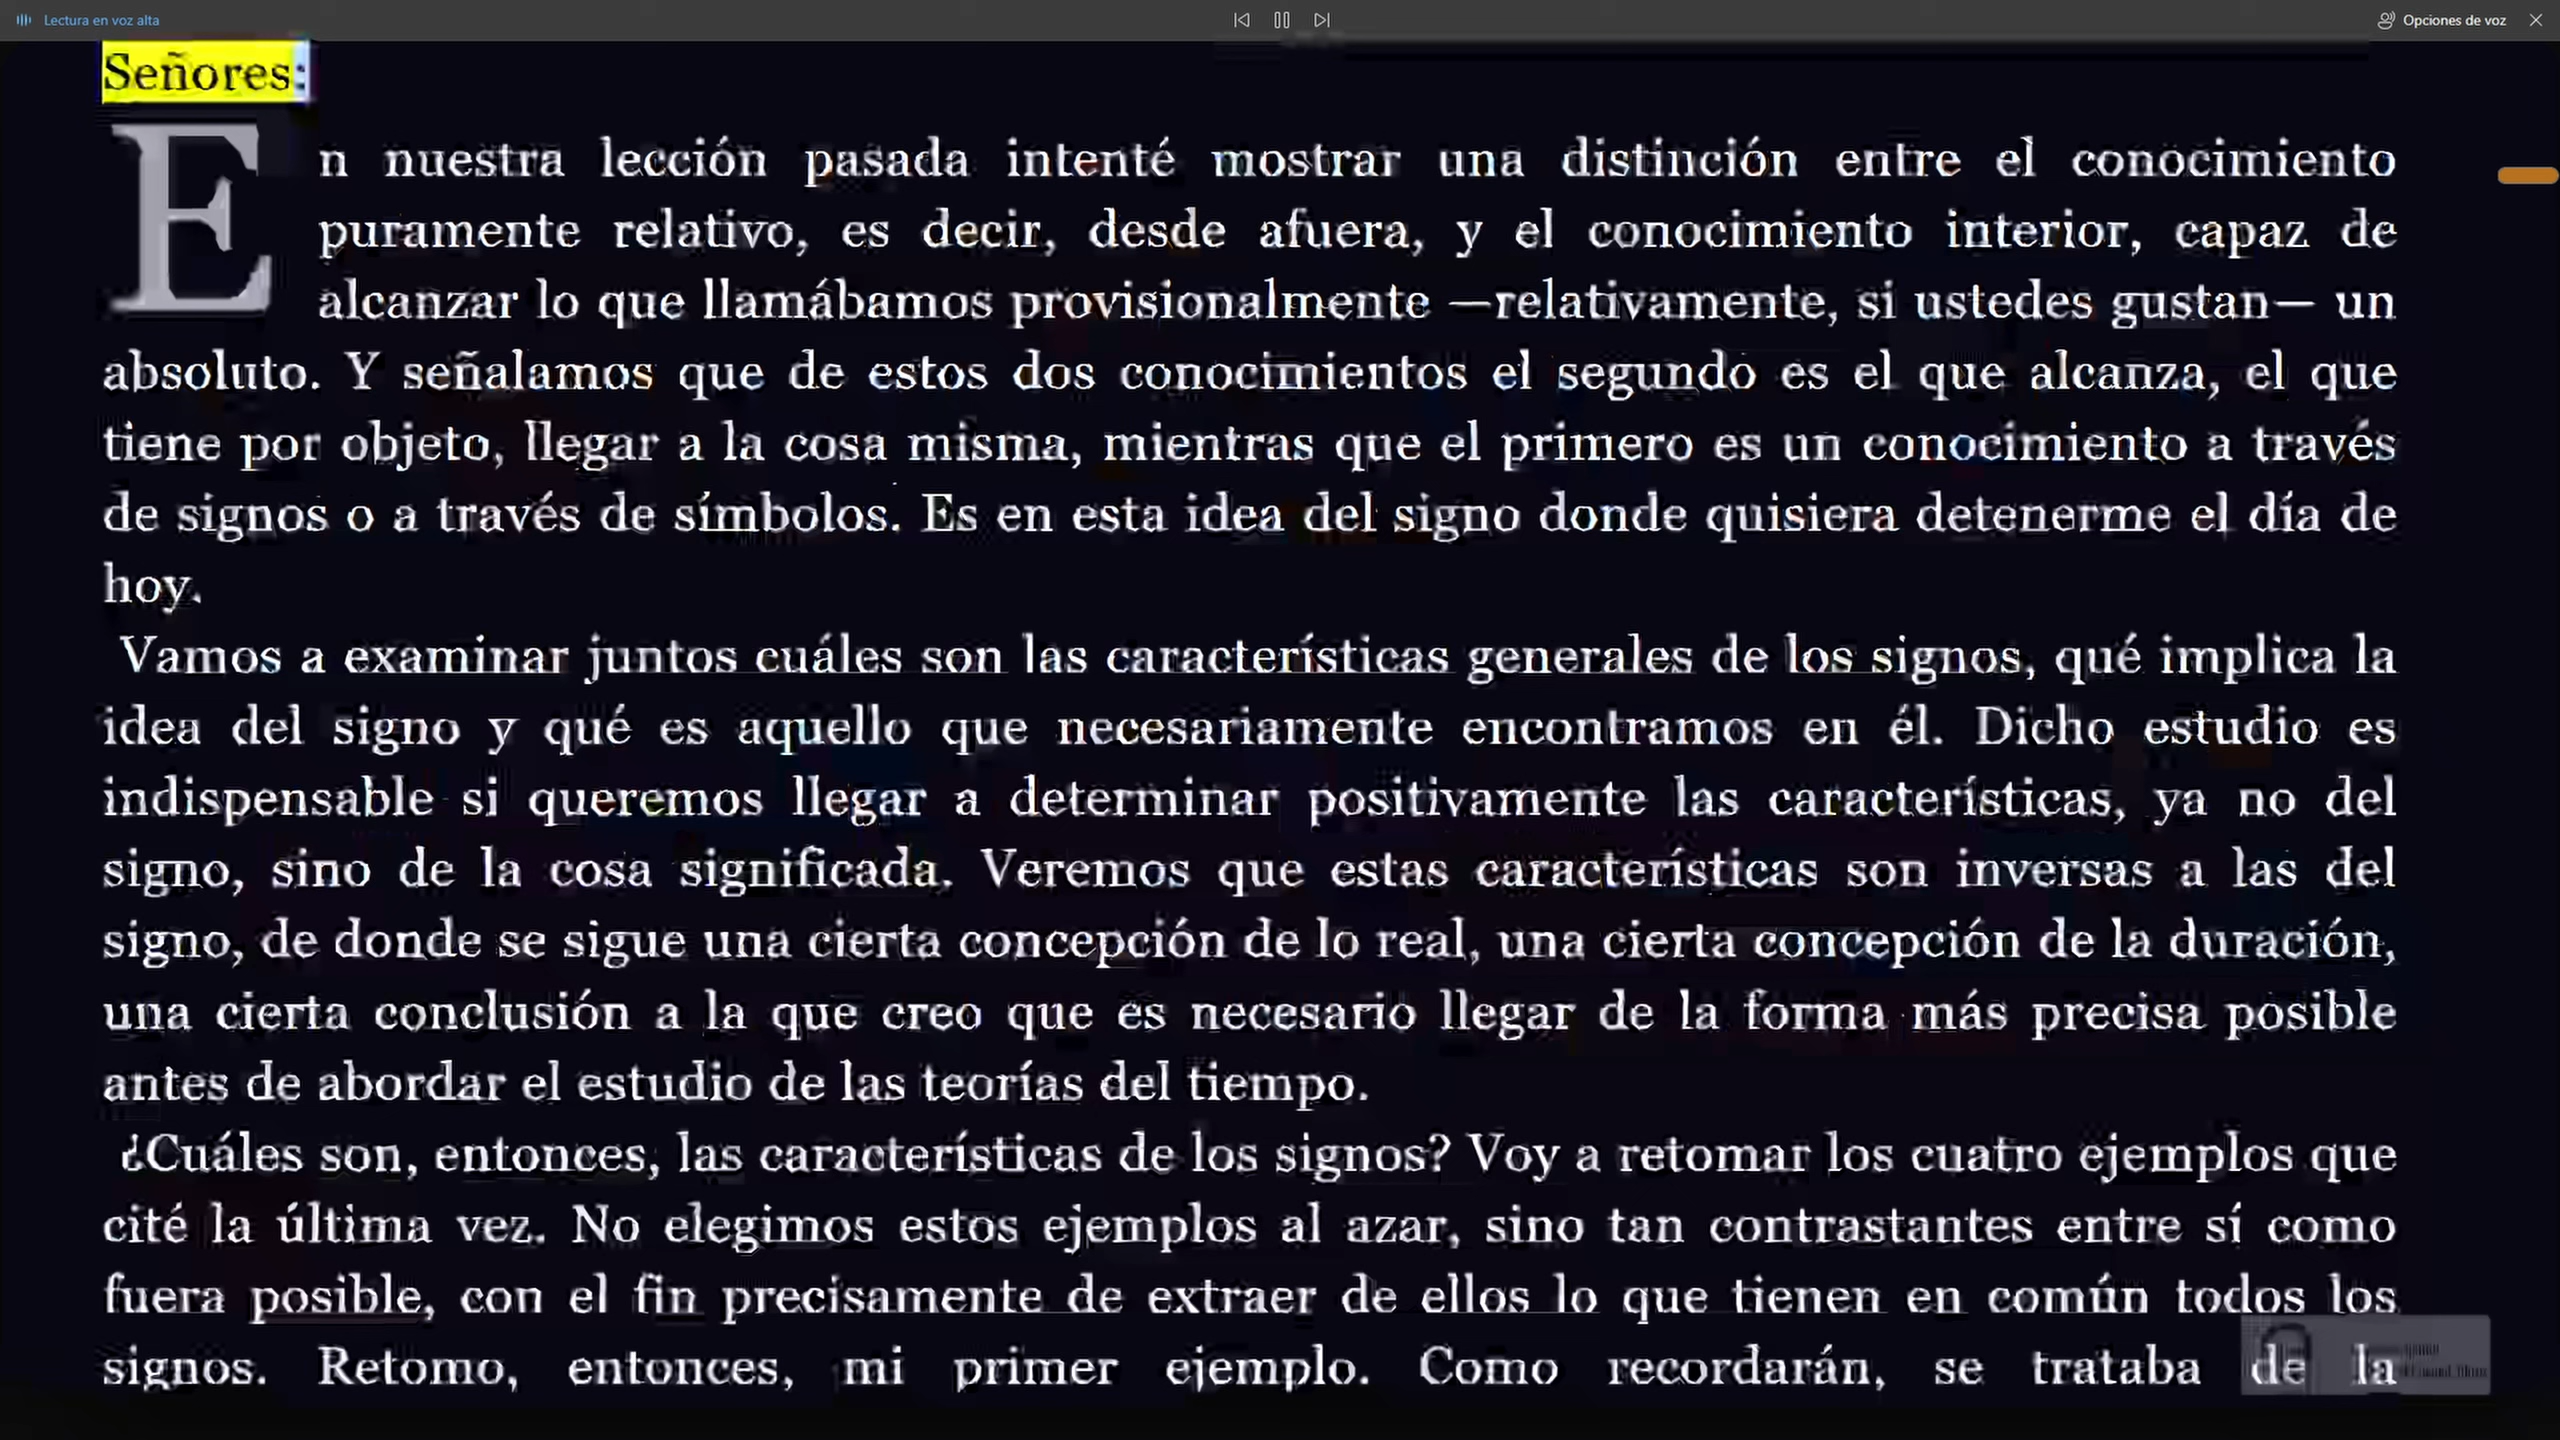 Lectura en voz alta
Opciones de voz
Señores:
En nuestra lección pasada intenté mostrar una distinción entre el conocimiento
puramente relativo, es decir, desde afuera, y el conocimiento interior, capaz de
alcanzar lo que llamábamos provisionalmente —relativamente, si ustedes gustan— un
absoluto. Y señalamos que de estos dos conocimientos el segundo es el que alcanza, el que
tiene por objeto, llegar a la cosa misma, mientras que el primero es un conocimiento a través
de signos o a través de símbolos. Es en esta idea del signo donde quisiera detenerme el día de
hoy.
Vamos a examinar juntos cuáles son las características generales de los signos, qué implica la
idea del signo y qué es aquello que necesariamente encontramos en él. Dicho estudio es
indispensable si queremos llegar a determinar positivamente las características, ya no del
signo, sino de la cosa significada. Veremos que estas características son inversas a las del
signo, de donde se sigue una cierta concepción de lo real, una cierta concepción de la duración,
una cierta conclusión a la que creo que es necesario llegar de la forma más precisa posible
antes de abordar el estudio de las teorías del tiempo.
¿Cuáles son, entonces, las características de los signos? Voy a retomar los cuatro ejemplos que
cité la última vez. No elegimos estos ejemplos al azar, sino tan contrastantes entre sí como
fuera posible, con el fin precisamente de extraer de ellos lo que tienen en común todos los
signos. Retomo, entonces, mi primer ejemplo. Como recordarán, se trataba de la